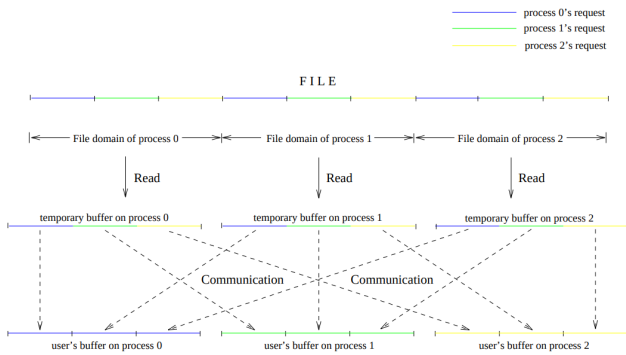 process 0's request
process 1's request
process 2's request
F I L E
File domain of process 0 File domain of process 1 File domain of process 2
Read Read Read
temporary buffer on process 0 temporary buffer on process 1 temporary buffer on process 2
Communication Communication
user's buffer on process 0 user's buffer on process 1 user's buffer on process 2